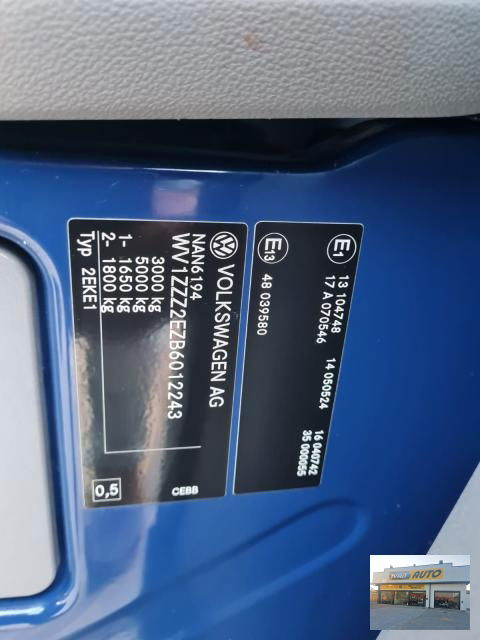 VOLKSWAGEN AG
NAN6194
WV1ZZZ2EZB6012243
3000 kg
5000 kg
1- 1650 kg
2- 1800 kg
Typ 2EKE1
0,5
CEBB
E1
13 104748
17 A 070546
14 050524
16 040742
35 000055
E13
48 039580
AUTO